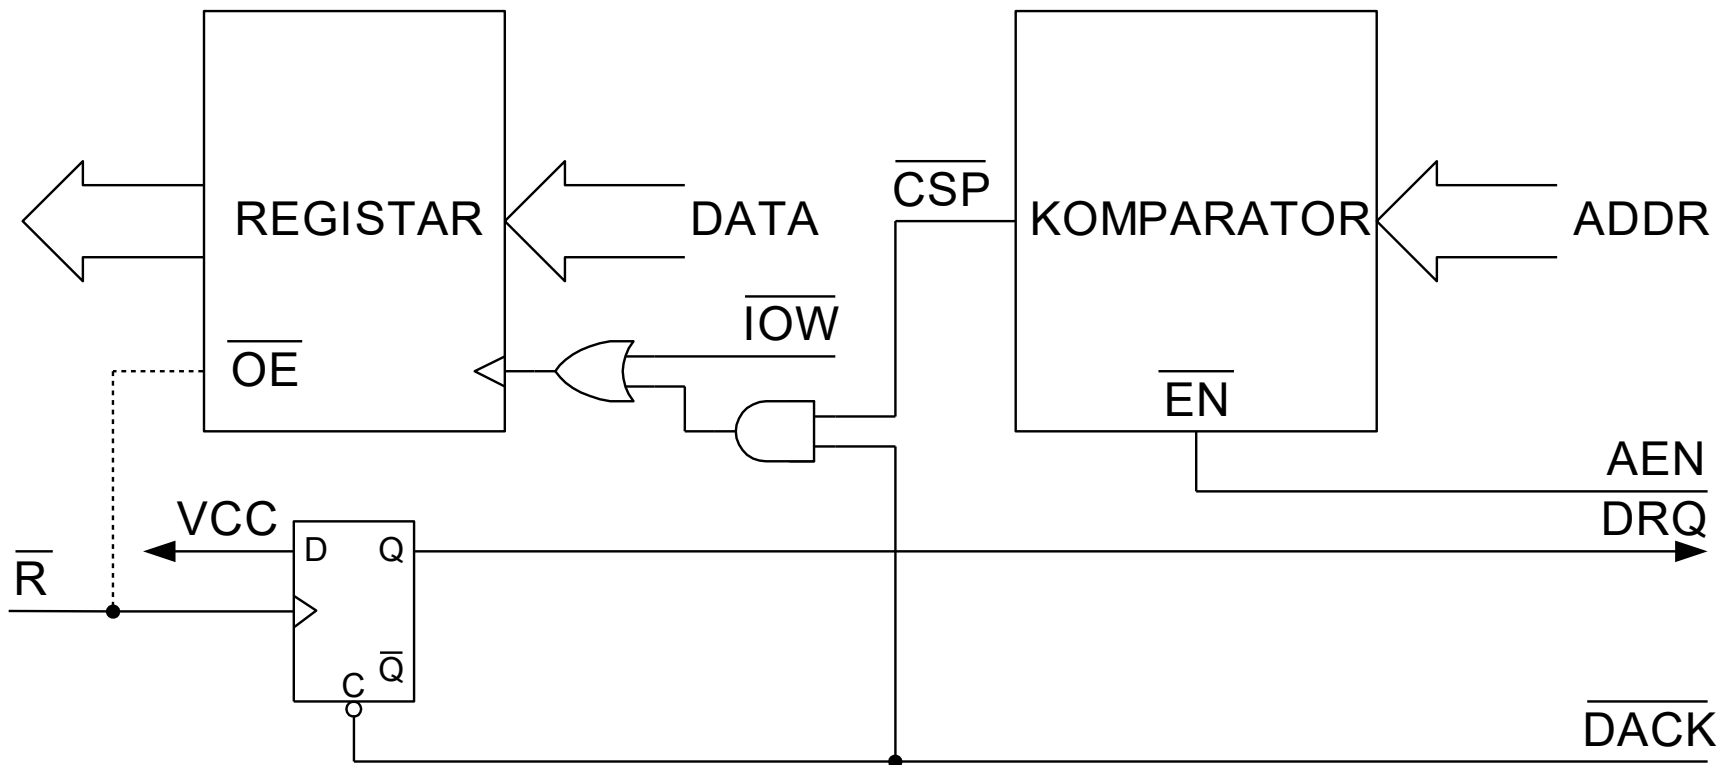 REGISTAR
DATA
CSP
KOMPARATOR
ADDR
IOW
OE
EN
AEN
VCC
DRQ
D Q
R
Q
C
DACK